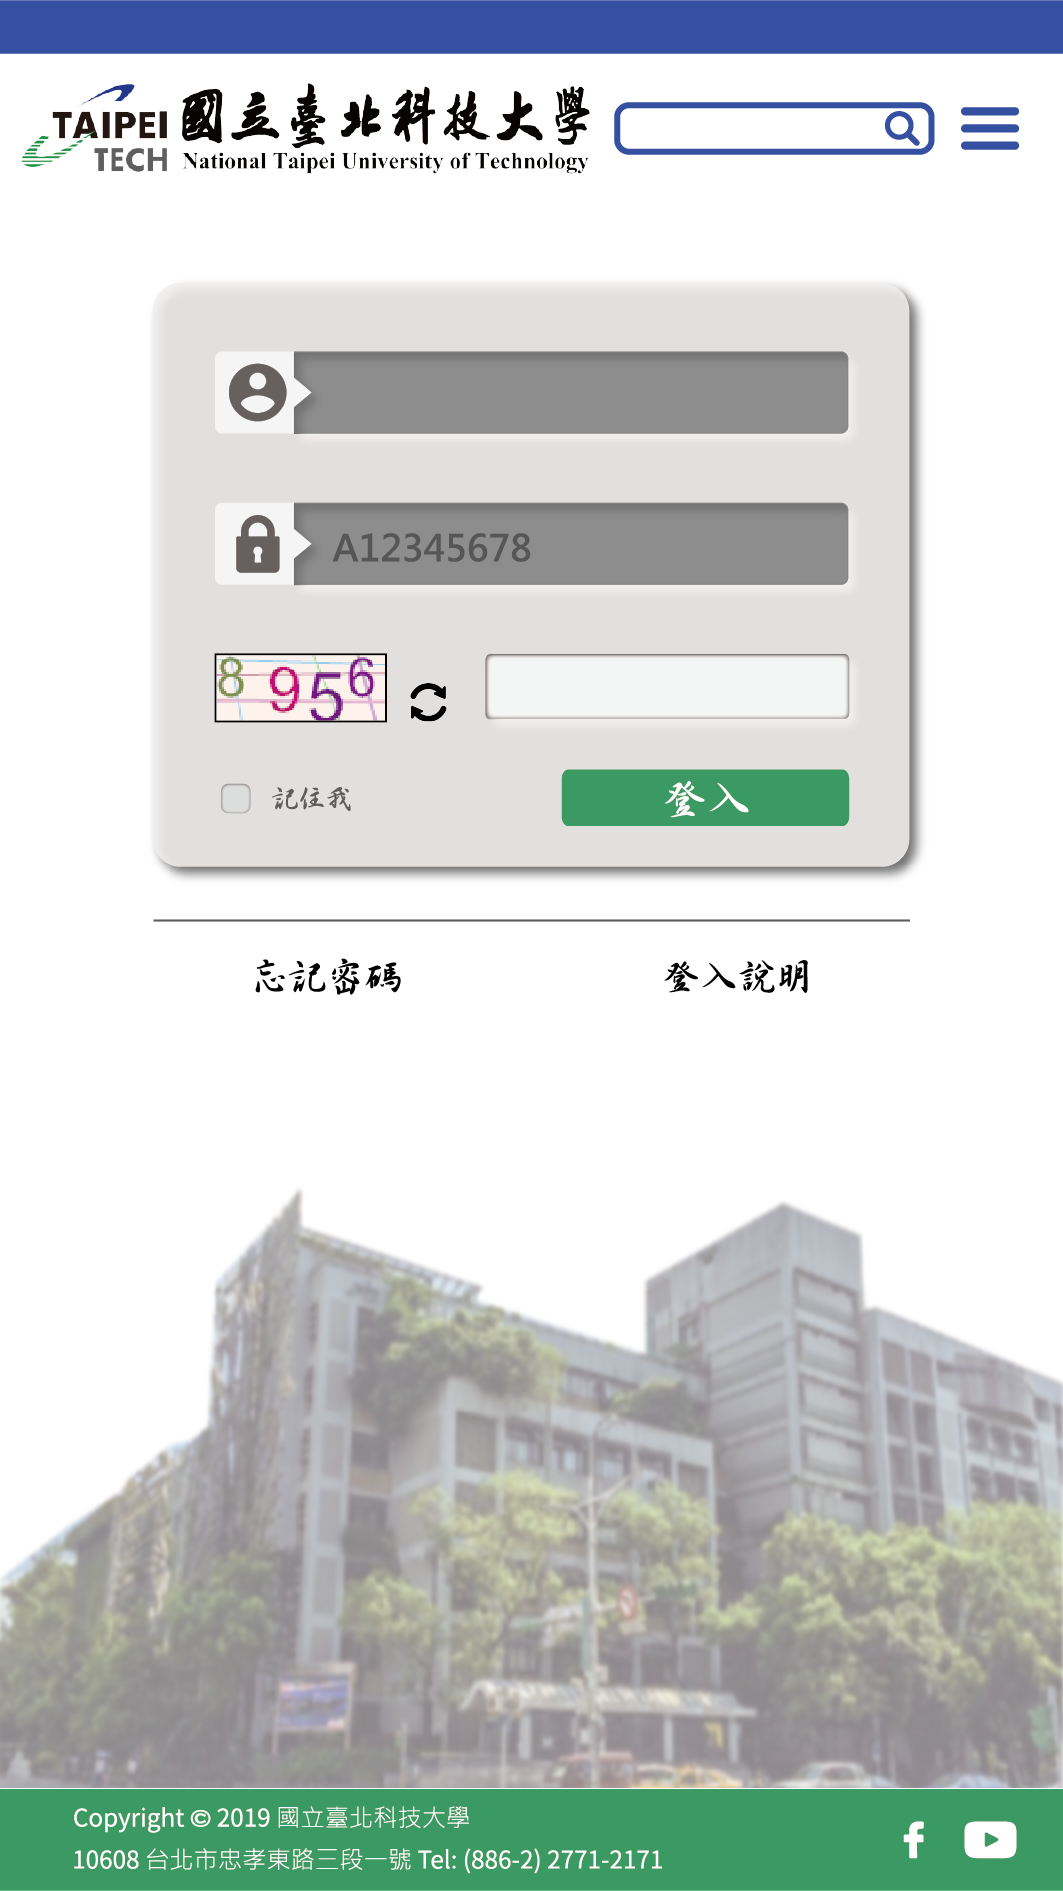 TAIPEI
TECH
國立臺北科技大學
National Taipei University of Technology
A12345678
8956
記住我
登入
忘記密碼
登入說明
Copyright © 2019 國立臺北科技大學
10608 台北市忠孝東路三段一號 Tel: (886-2) 2771-2171